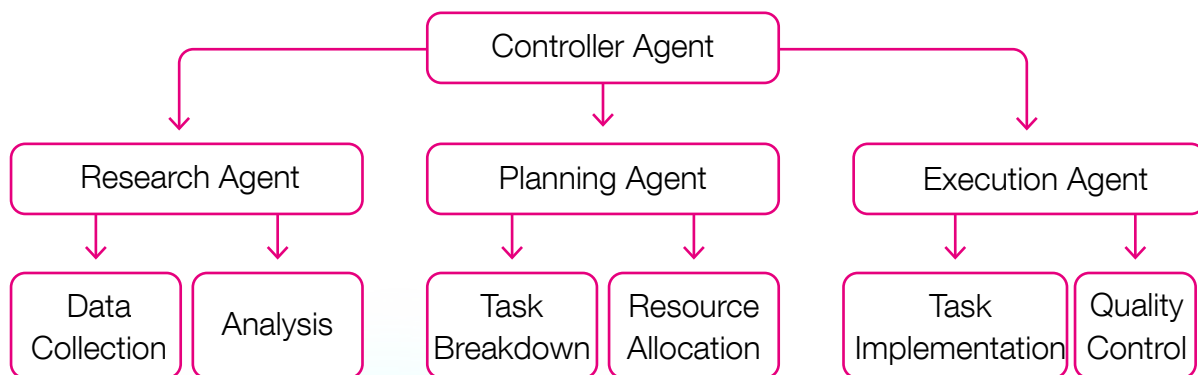 Controller Agent
Research Agent
Planning Agent
Execution Agent
Data
Collection
Analysis
Task
Breakdown
Resource
Allocation
Task
Implementation
Quality
Control